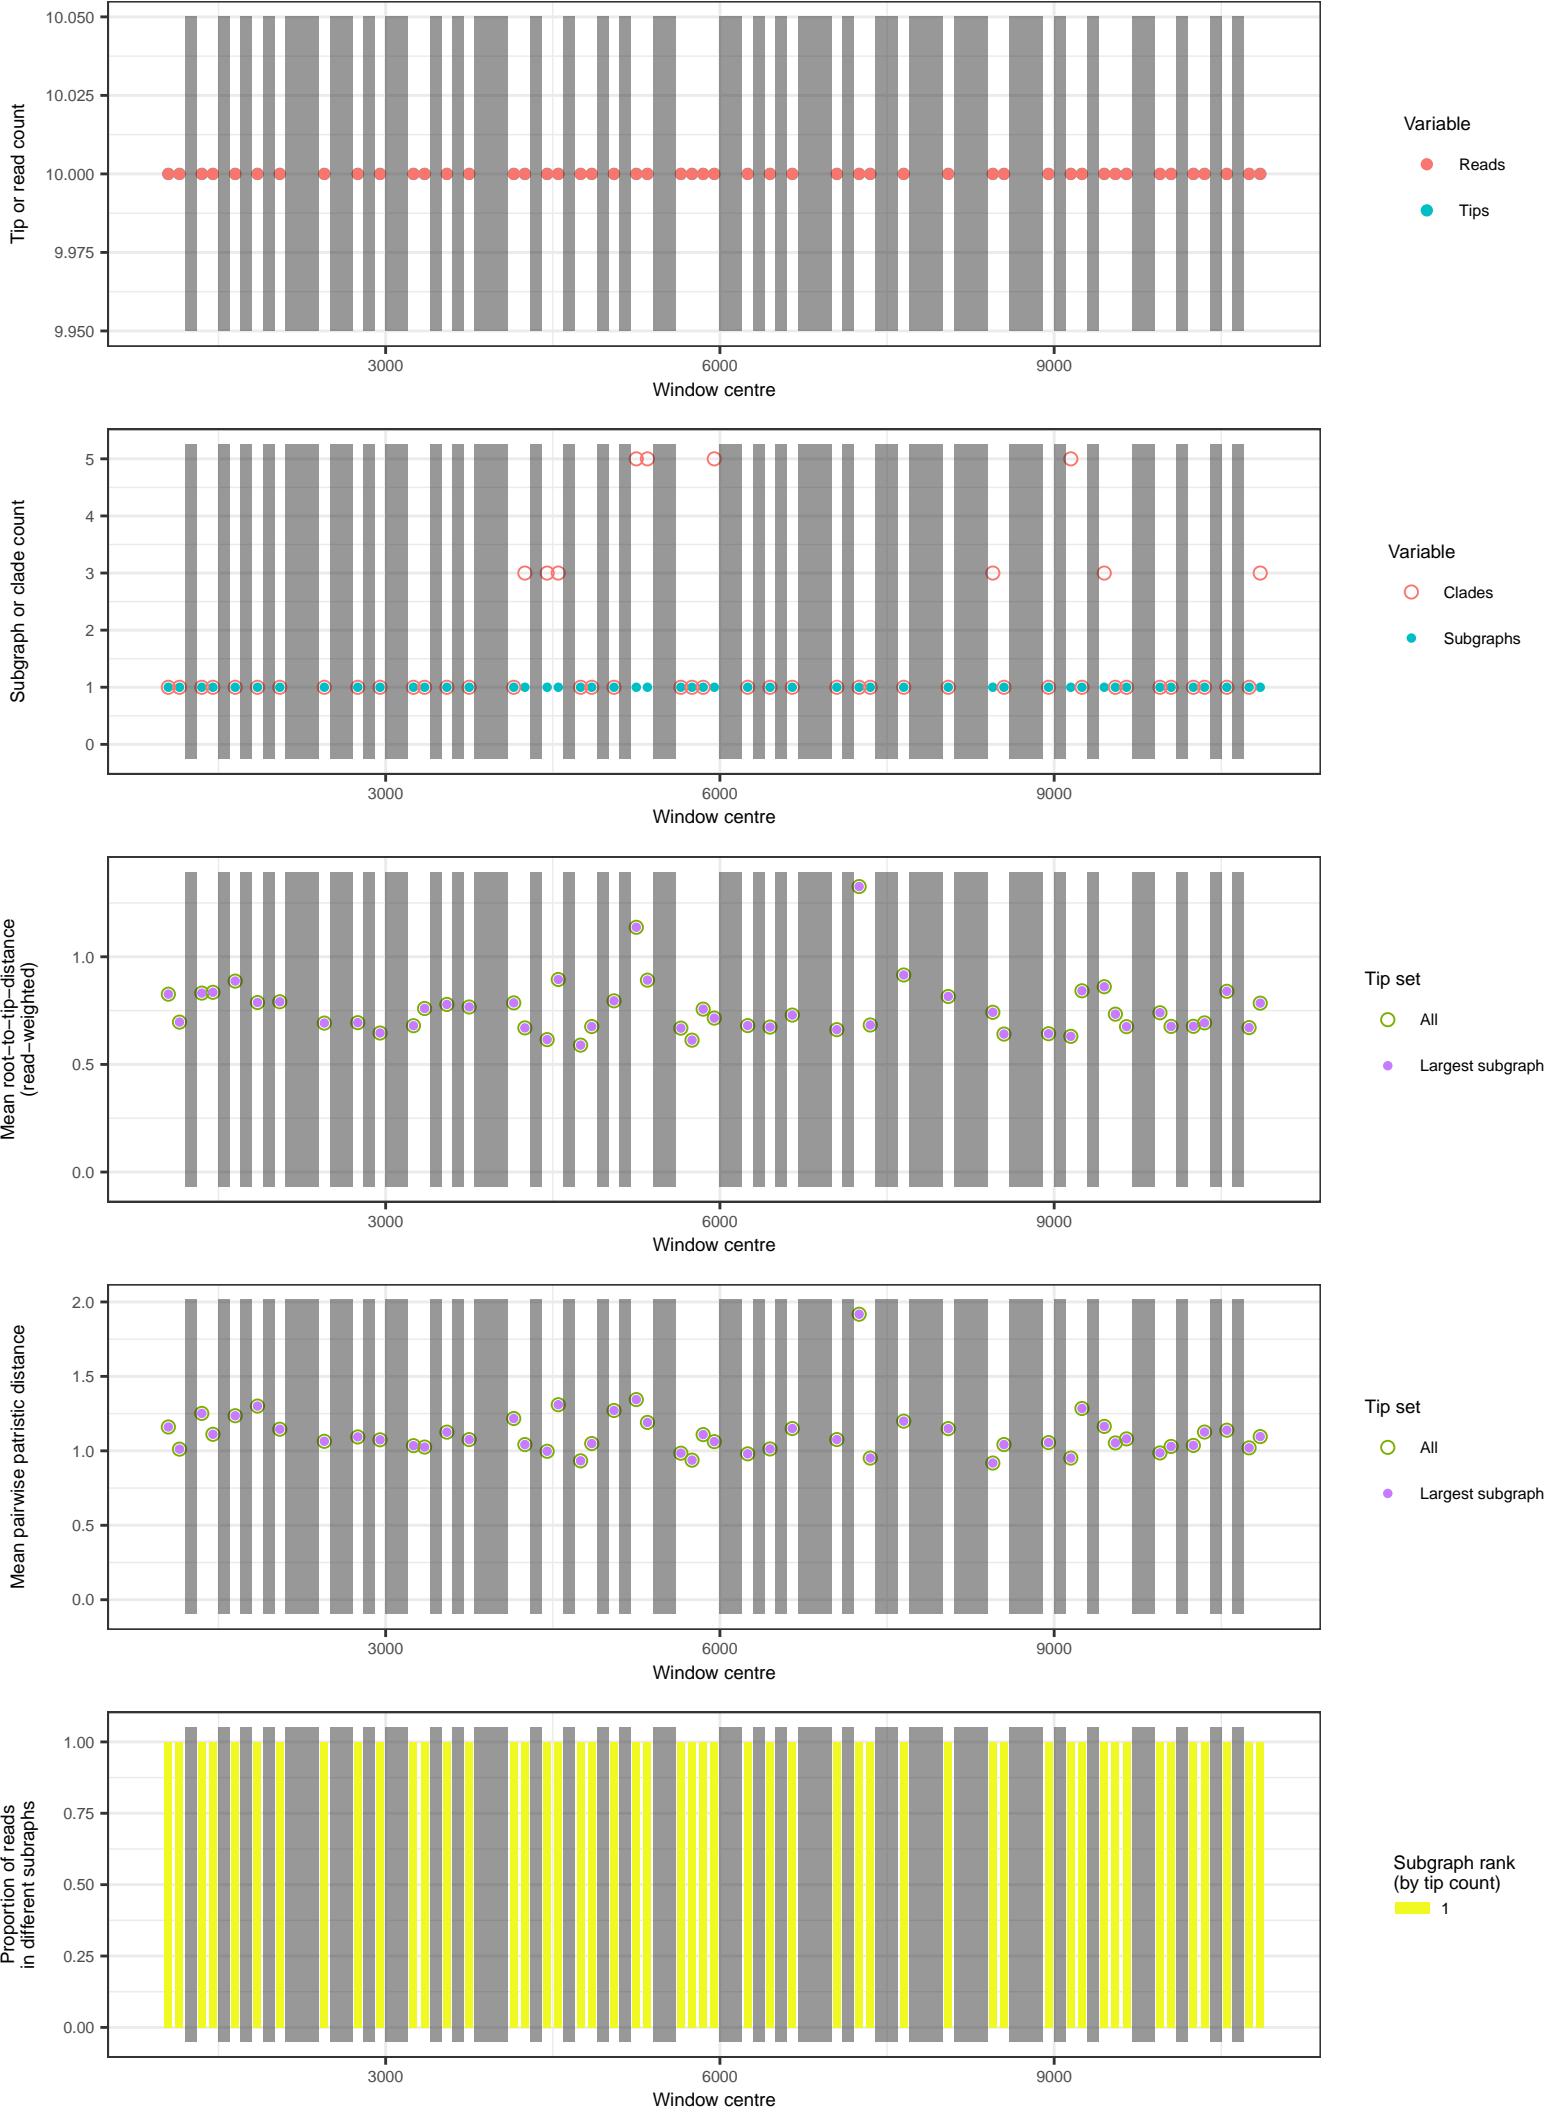 10.050
10.025
10.000
9.975
9.950
Tip or read count
3000
6000
9000
Window centre
Variable
Reads
Tips
5
4
3
2
1
0
Subgraph or clade count
3000
6000
9000
Window centre
Variable
Clades
Subgraphs
1.0
0.5
0.0
Mean root−to−tip−distance
(read−weighted)
3000
6000
9000
Window centre
Tip set
All
Largest subgraph
2.0
1.5
1.0
0.5
0.0
Mean pairwise patristic distance
3000
6000
9000
Window centre
Tip set
All
Largest subgraph
1.00
0.75
0.50
0.25
0.00
Proportion of reads
in different subraphs
3000
6000
9000
Window centre
Subgraph rank
(by tip count)
1